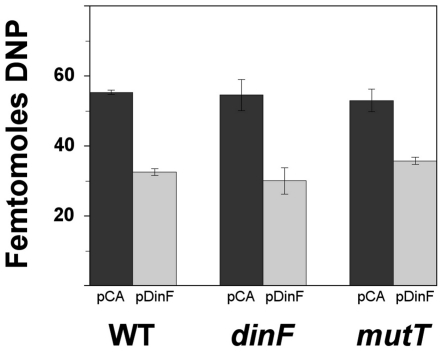 Femtomoles DNP
60
40
20
pCA pDinF pCA pDinF pCA pDinF
WT dinF mutT